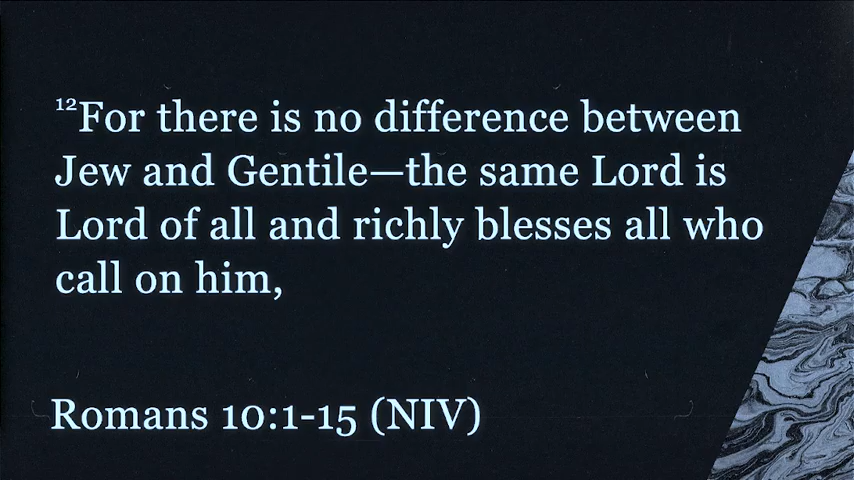 12For there is no difference between
Jew and Gentile—the same Lord is
Lord of all and richly blesses all who
call on him,
Romans 10:1-15 (NIV)